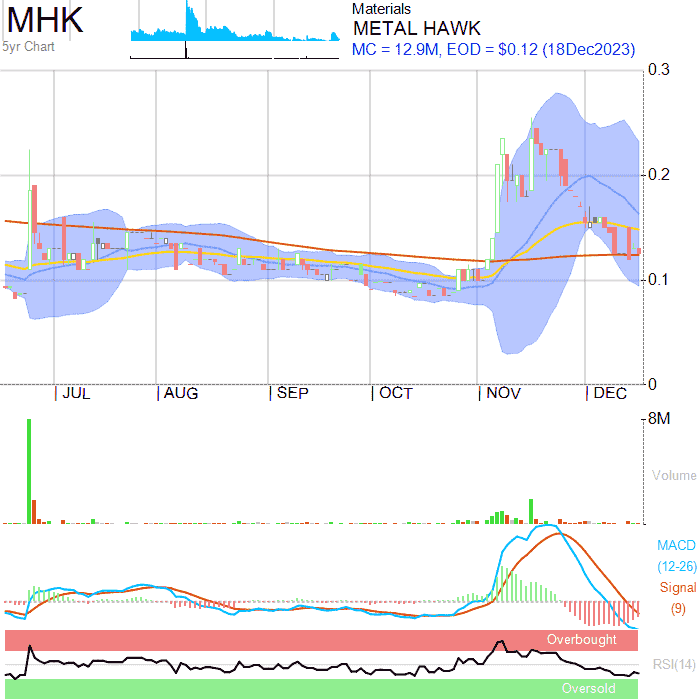 MHK
5yr Chart
Materials
METAL HAWK
MC = 12.9M, EOD = $0.12 (18Dec2023)
0.3
0.2
0.1
0
JUL AUG SEP OCT NOV DEC
8M
Volume
MACD
(12-26)
Signal
(9)
Overbought
RSI(14)
Oversold